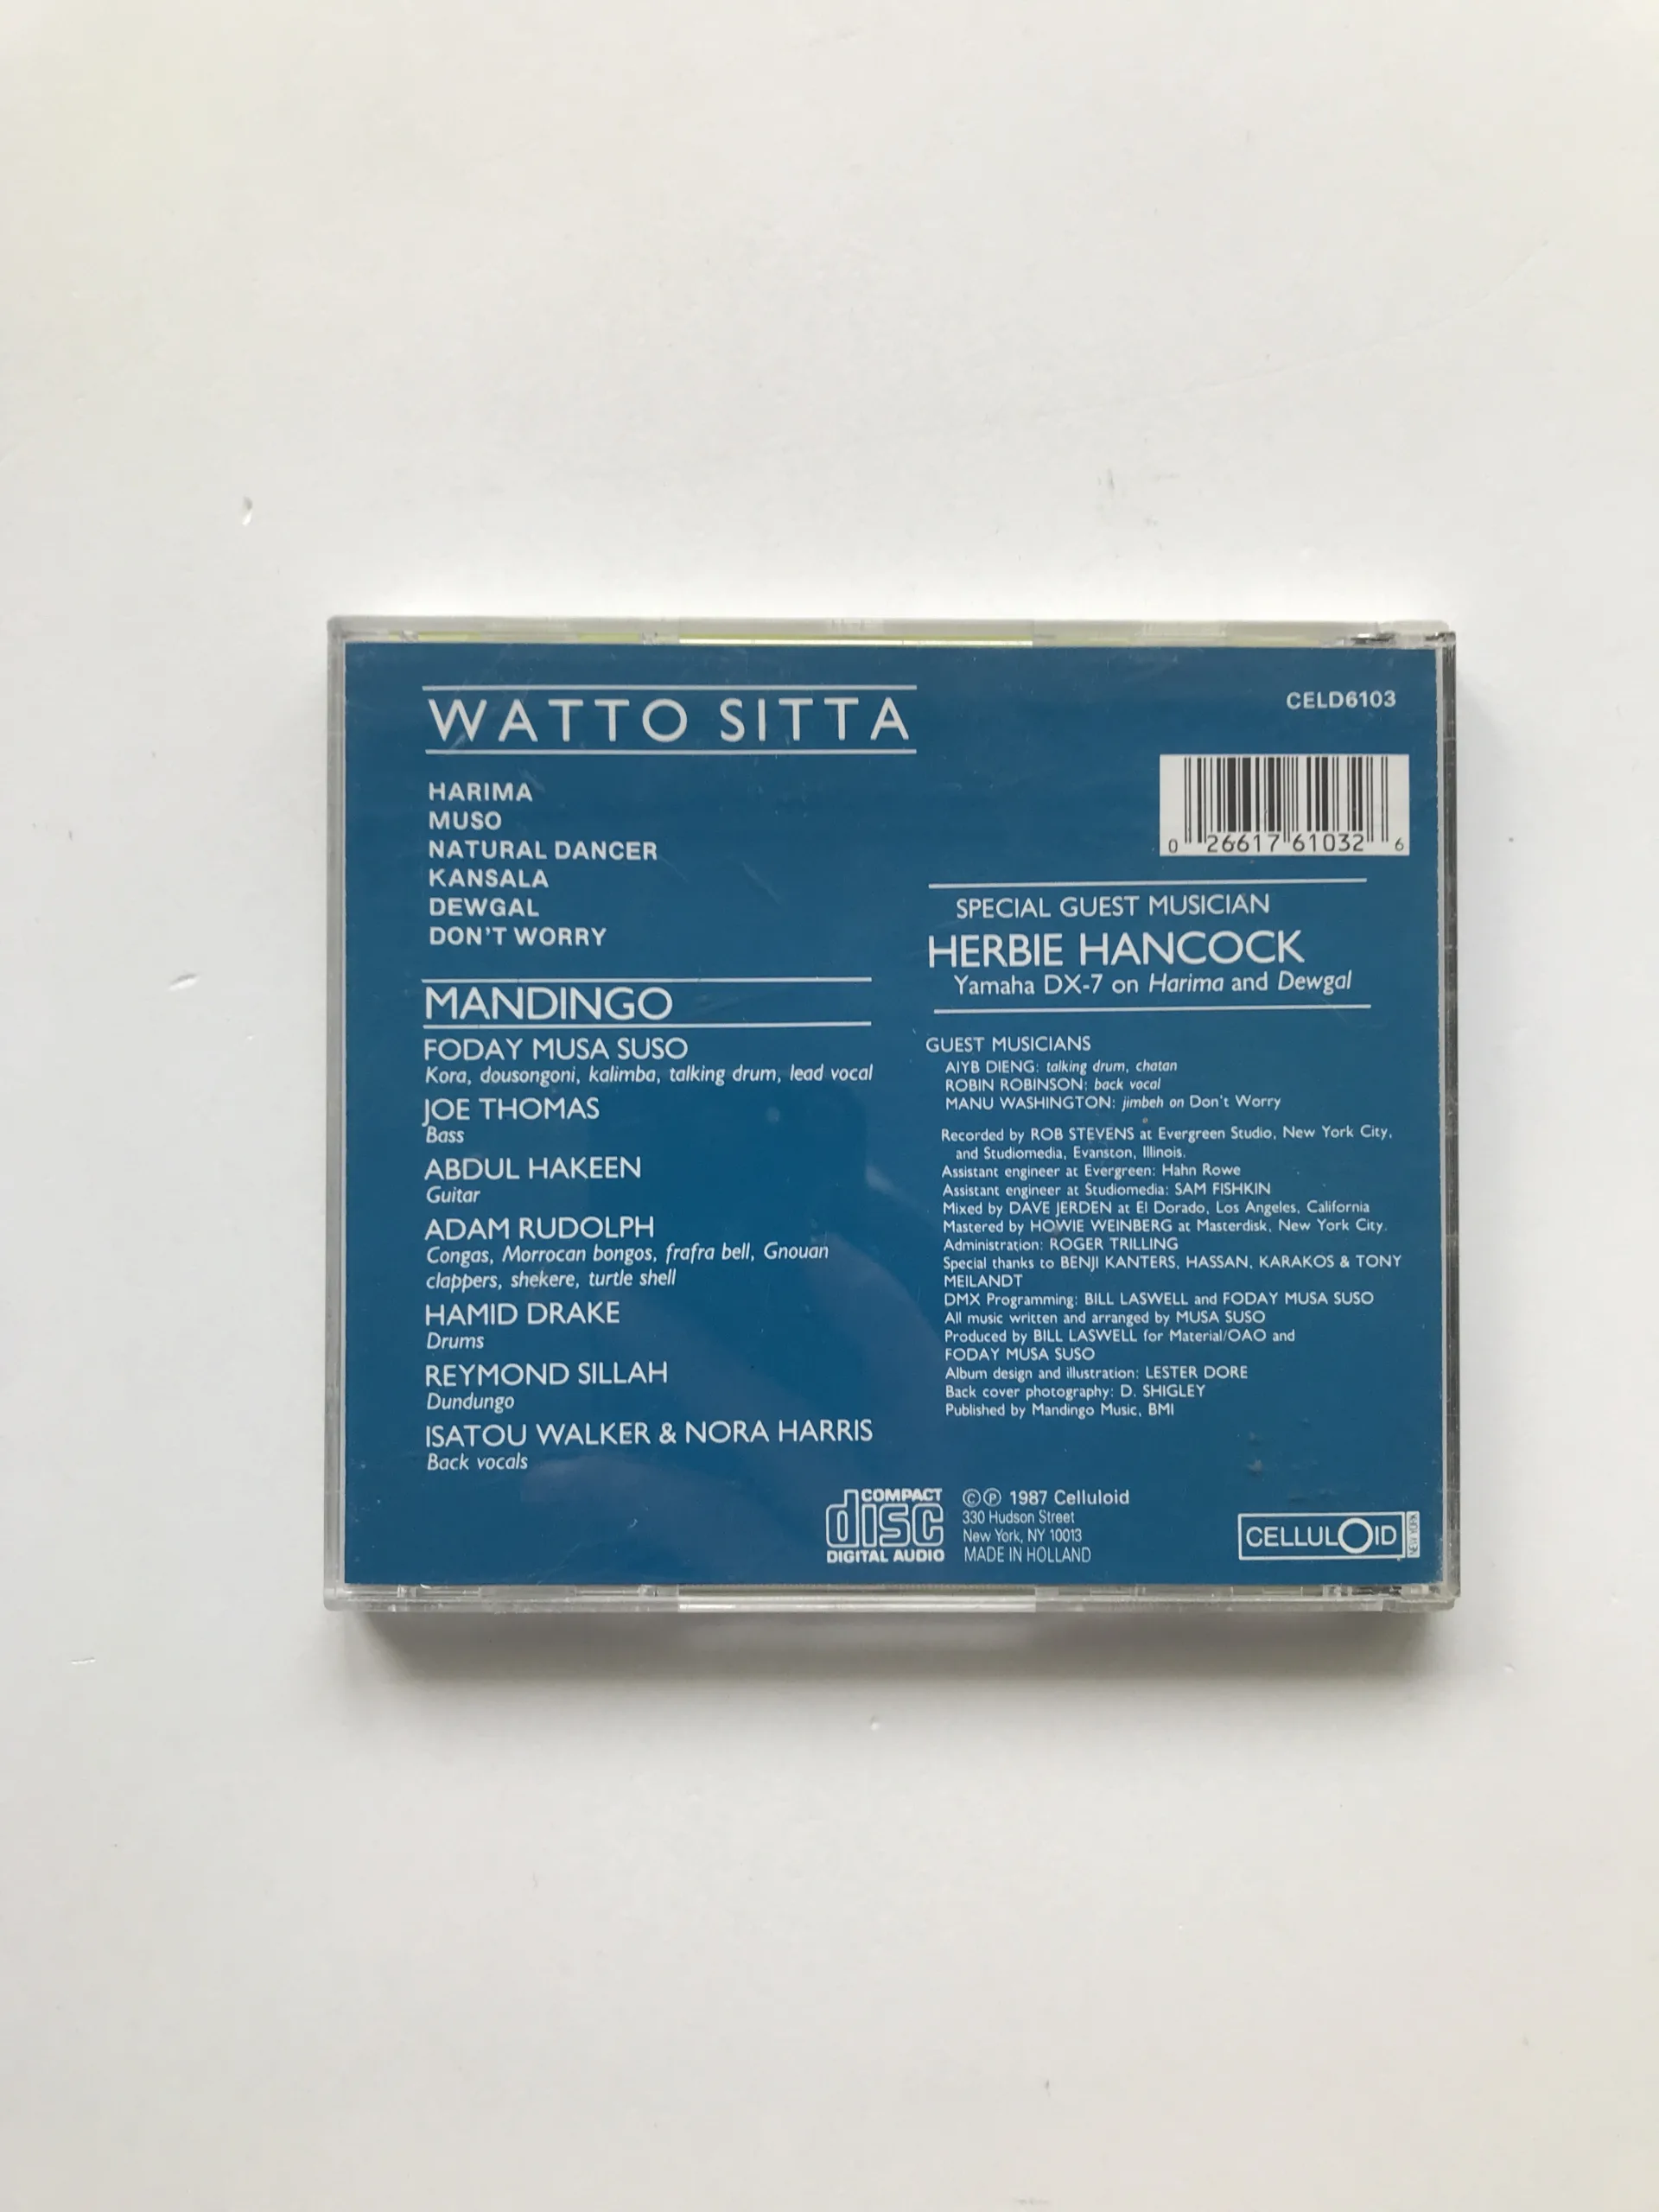 WATTO SITTA
HARIMA
MUSO
NATURAL DANCER
KANSALA
DEWGAL
DON'T WORRY
MANDINGO
FODAY MUSA SUSO
Kora, dousongoni, kalimba, talking drum, lead vocal
JOE THOMAS
Bass
ABDUL HAKEEN
Guitar
ADAM RUDOLPH
Congas, Morrocan bongos, frafra bell, Gnouan
clappers, shekere, turtle shell
HAMID DRAKE
Drums
REYMOND SILLAH
Dundungo
ISATOU WALKER & NORA HARRIS
Back vocals
CELD6103
0 26617 61032 6
SPECIAL GUEST MUSICIAN
HERBIE HANCOCK
Yamaha DX-7 on Harima and Dewgal
GUEST MUSICIANS
AIYB DIENG: talking drum, chatan
ROBIN ROBINSON: back vocal
MANU WASHINGTON: jimbeh on Don't Worry
Recorded by ROB STEVENS at Evergreen Studio, New York City,
and Studiomedia, Evanston, Illinois.
Assistant engineer at Evergreen: Hahn Rowe
Assistant engineer at Studiomedia: SAM FISHKIN
Mixed by DAVE JERDEN at El Dorado, Los Angeles, California
Mastered by HOWIE WEINBERG at Masterdisk, New York City.
Administration: ROGER TRILLING
Special thanks to BENJI KANTERS, HASSAN, KARAKOS & TONY
MEILANDT
DMX Programming: BILL LASWELL and FODAY MUSA SUSO
All music written and arranged by MUSA SUSO
Produced by BILL LASWELL for Material/OAO and
FODAY MUSA SUSO
Album design and illustration: LESTER DORE
Back cover photography: D. SHIGLEY
Published by Mandingo Music, BMI
COMPACT
disc
DIGITAL AUDIO
©℗ 1987 Celluloid
330 Hudson Street
New York, NY 10013
MADE IN HOLLAND
CELLULOID
NEW YORK